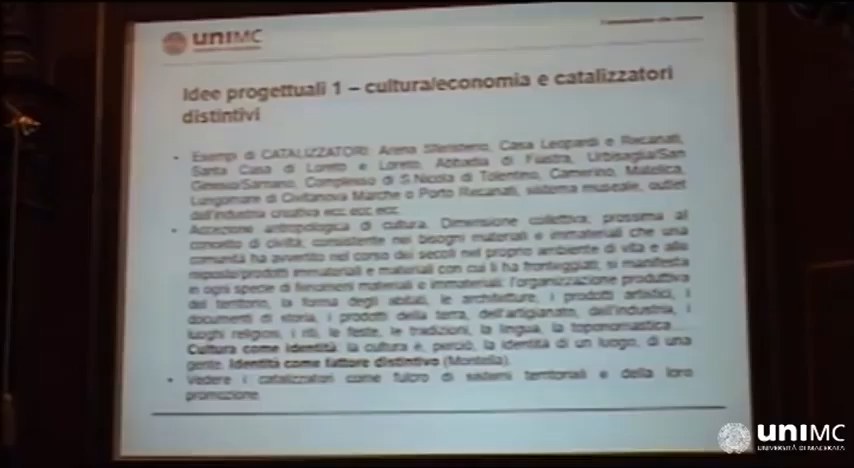 uniMC
l'umanesimo che innova
Idee progettuali 1 – cultura/economia e catalizzatori
distintivi
• Esempi di CATALIZZATORI: Arena Sferisterio, Casa Leopardi e Recanati,
Santa Casa di Loreto e Loreto, Abbadia di Fiastra, Urbisaglia/San
Ginesio/Sarnano, Complesso di S.Nicola di Tolentino, Camerino, Matelica,
Lungomare di Civitanova Marche o Porto Recanati, sistema museale, outlet
dell'industria creativa ecc ecc ecc
• Accezione antropologica di cultura. Dimensione collettiva, prossima al
concetto di civiltà, consistente nei bisogni materiali e immateriali che una
comunità ha avvertito nel corso dei secoli nel proprio ambiente di vita e alle
risposte/prodotti immateriali e materiali con cui li ha fronteggiati, si manifesta
in ogni specie di fenomeni materiali e immateriali: l'organizzazione produttiva
del territorio, la forma degli abitati, le architetture, i prodotti artistici, i
documenti di storia, i prodotti della terra, dell'artigianato, dell'industria, i
luoghi religiosi, i riti, le feste, le tradizioni, la lingua, la toponomastica.....
Cultura come identità: la cultura è, perciò, la identità di un luogo, di una
gente. Identità come fattore distintivo (Montella).
• Vedere i catalizzatori come fulcro di sistemi territoriali e della loro
promozione
uniMC
UNIVERSITÀ DI MACERATA